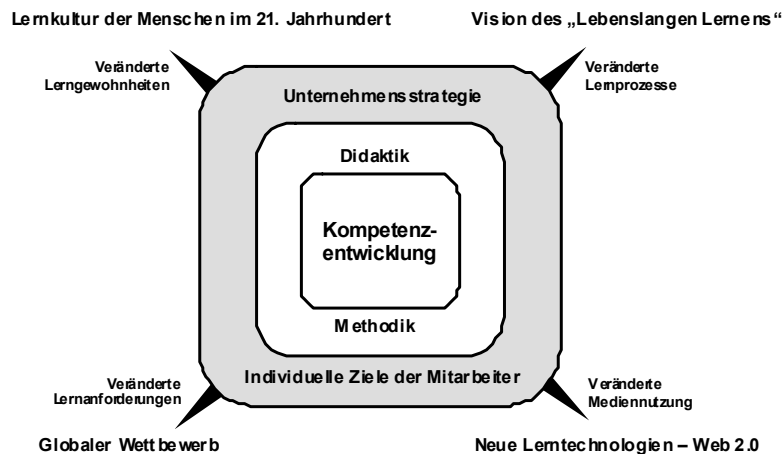 Lernkultur der Menschen im 21. Jahrhundert
Vision des „Lebenslangen Lernens“
Veränderte
Lerngewohnheiten
Veränderte
Lernprozesse
Unternehmensstrategie
Didaktik
Kompetenz-
entwicklung
Methodik
Individuelle Ziele der Mitarbeiter
Veränderte
Lernanforderungen
Veränderte
Mediennutzung
Globaler Wettbewerb
Neue Lerntechnologien – Web 2.0